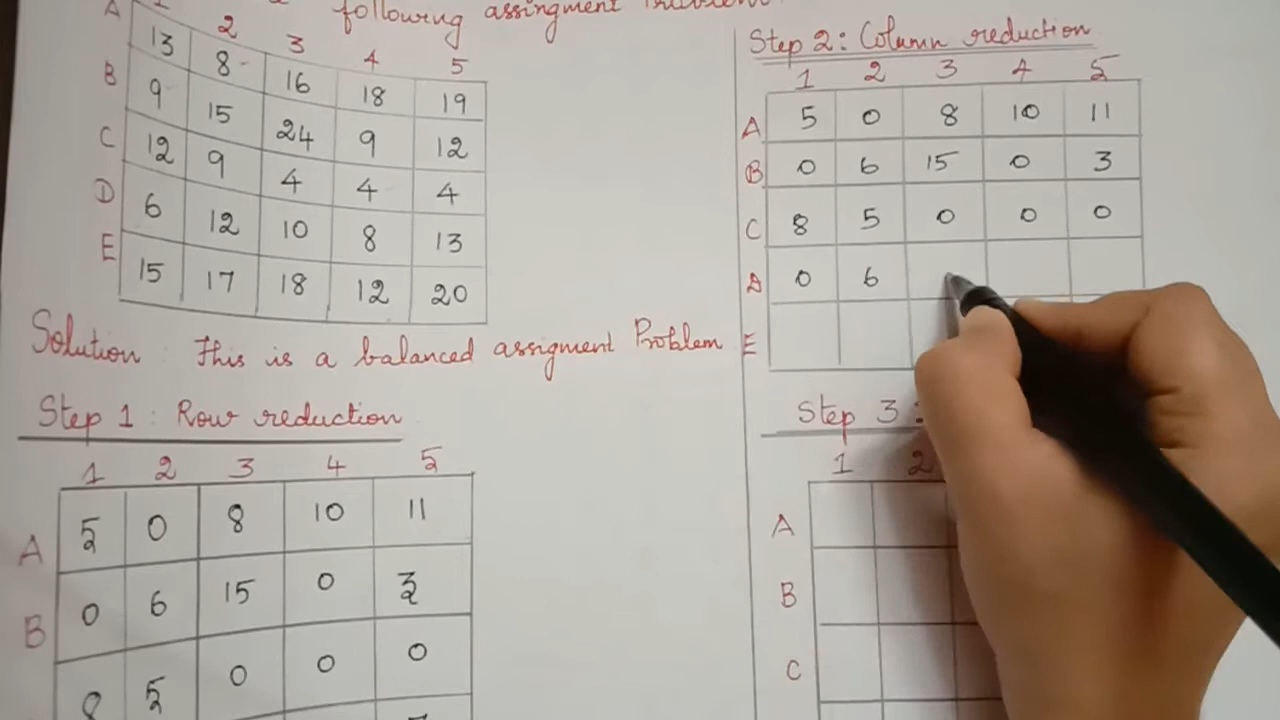 following assingment Problem
1 2 3 4 5
A 13 8 16 18 19
B 9 15 24 9 12
C 12 9 4 4 4
D 6 12 10 8 13
E 15 17 18 12 20
Solution : This is a balanced assigment Problem
Step 1 : Row reduction
1 2 3 4 5
A 5 0 8 10 11
B 0 6 15 0 3
8 5 0 0 0
Step 2: Column reduction
1 2 3 4 5
A 5 0 8 10 11
B 0 6 15 0 3
C 8 5 0 0 0
D 0 6
E
Step 3 :
1 2
A
B
C